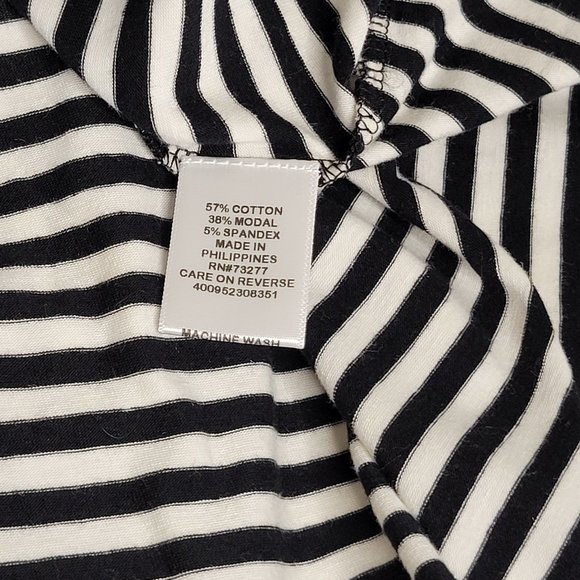 57% COTTON
38% MODAL
5% SPANDEX
MADE IN
PHILIPPINES
RN#73277
CARE ON REVERSE
400952308351
MACHINE WASH